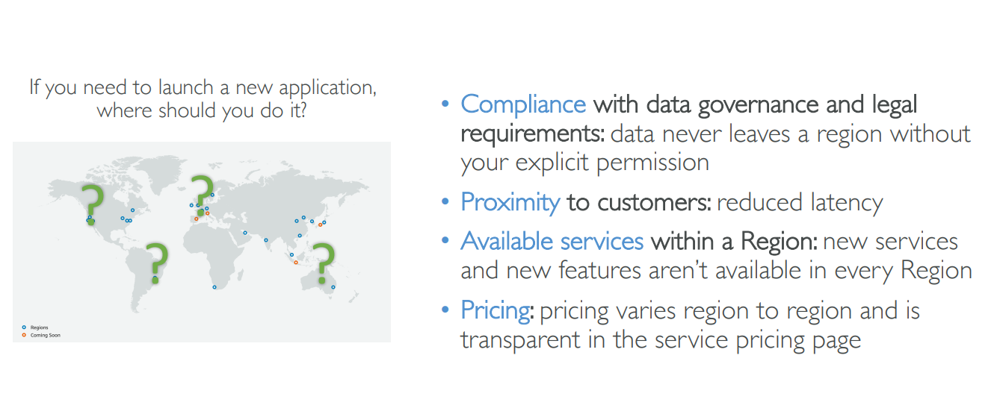 If you need to launch a new application,
where should you do it?
? ? ? ?
Regions
Coming Soon
• Compliance with data governance and legal
requirements: data never leaves a region without
your explicit permission
• Proximity to customers: reduced latency
• Available services within a Region: new services
and new features aren’t available in every Region
• Pricing: pricing varies region to region and is
transparent in the service pricing page